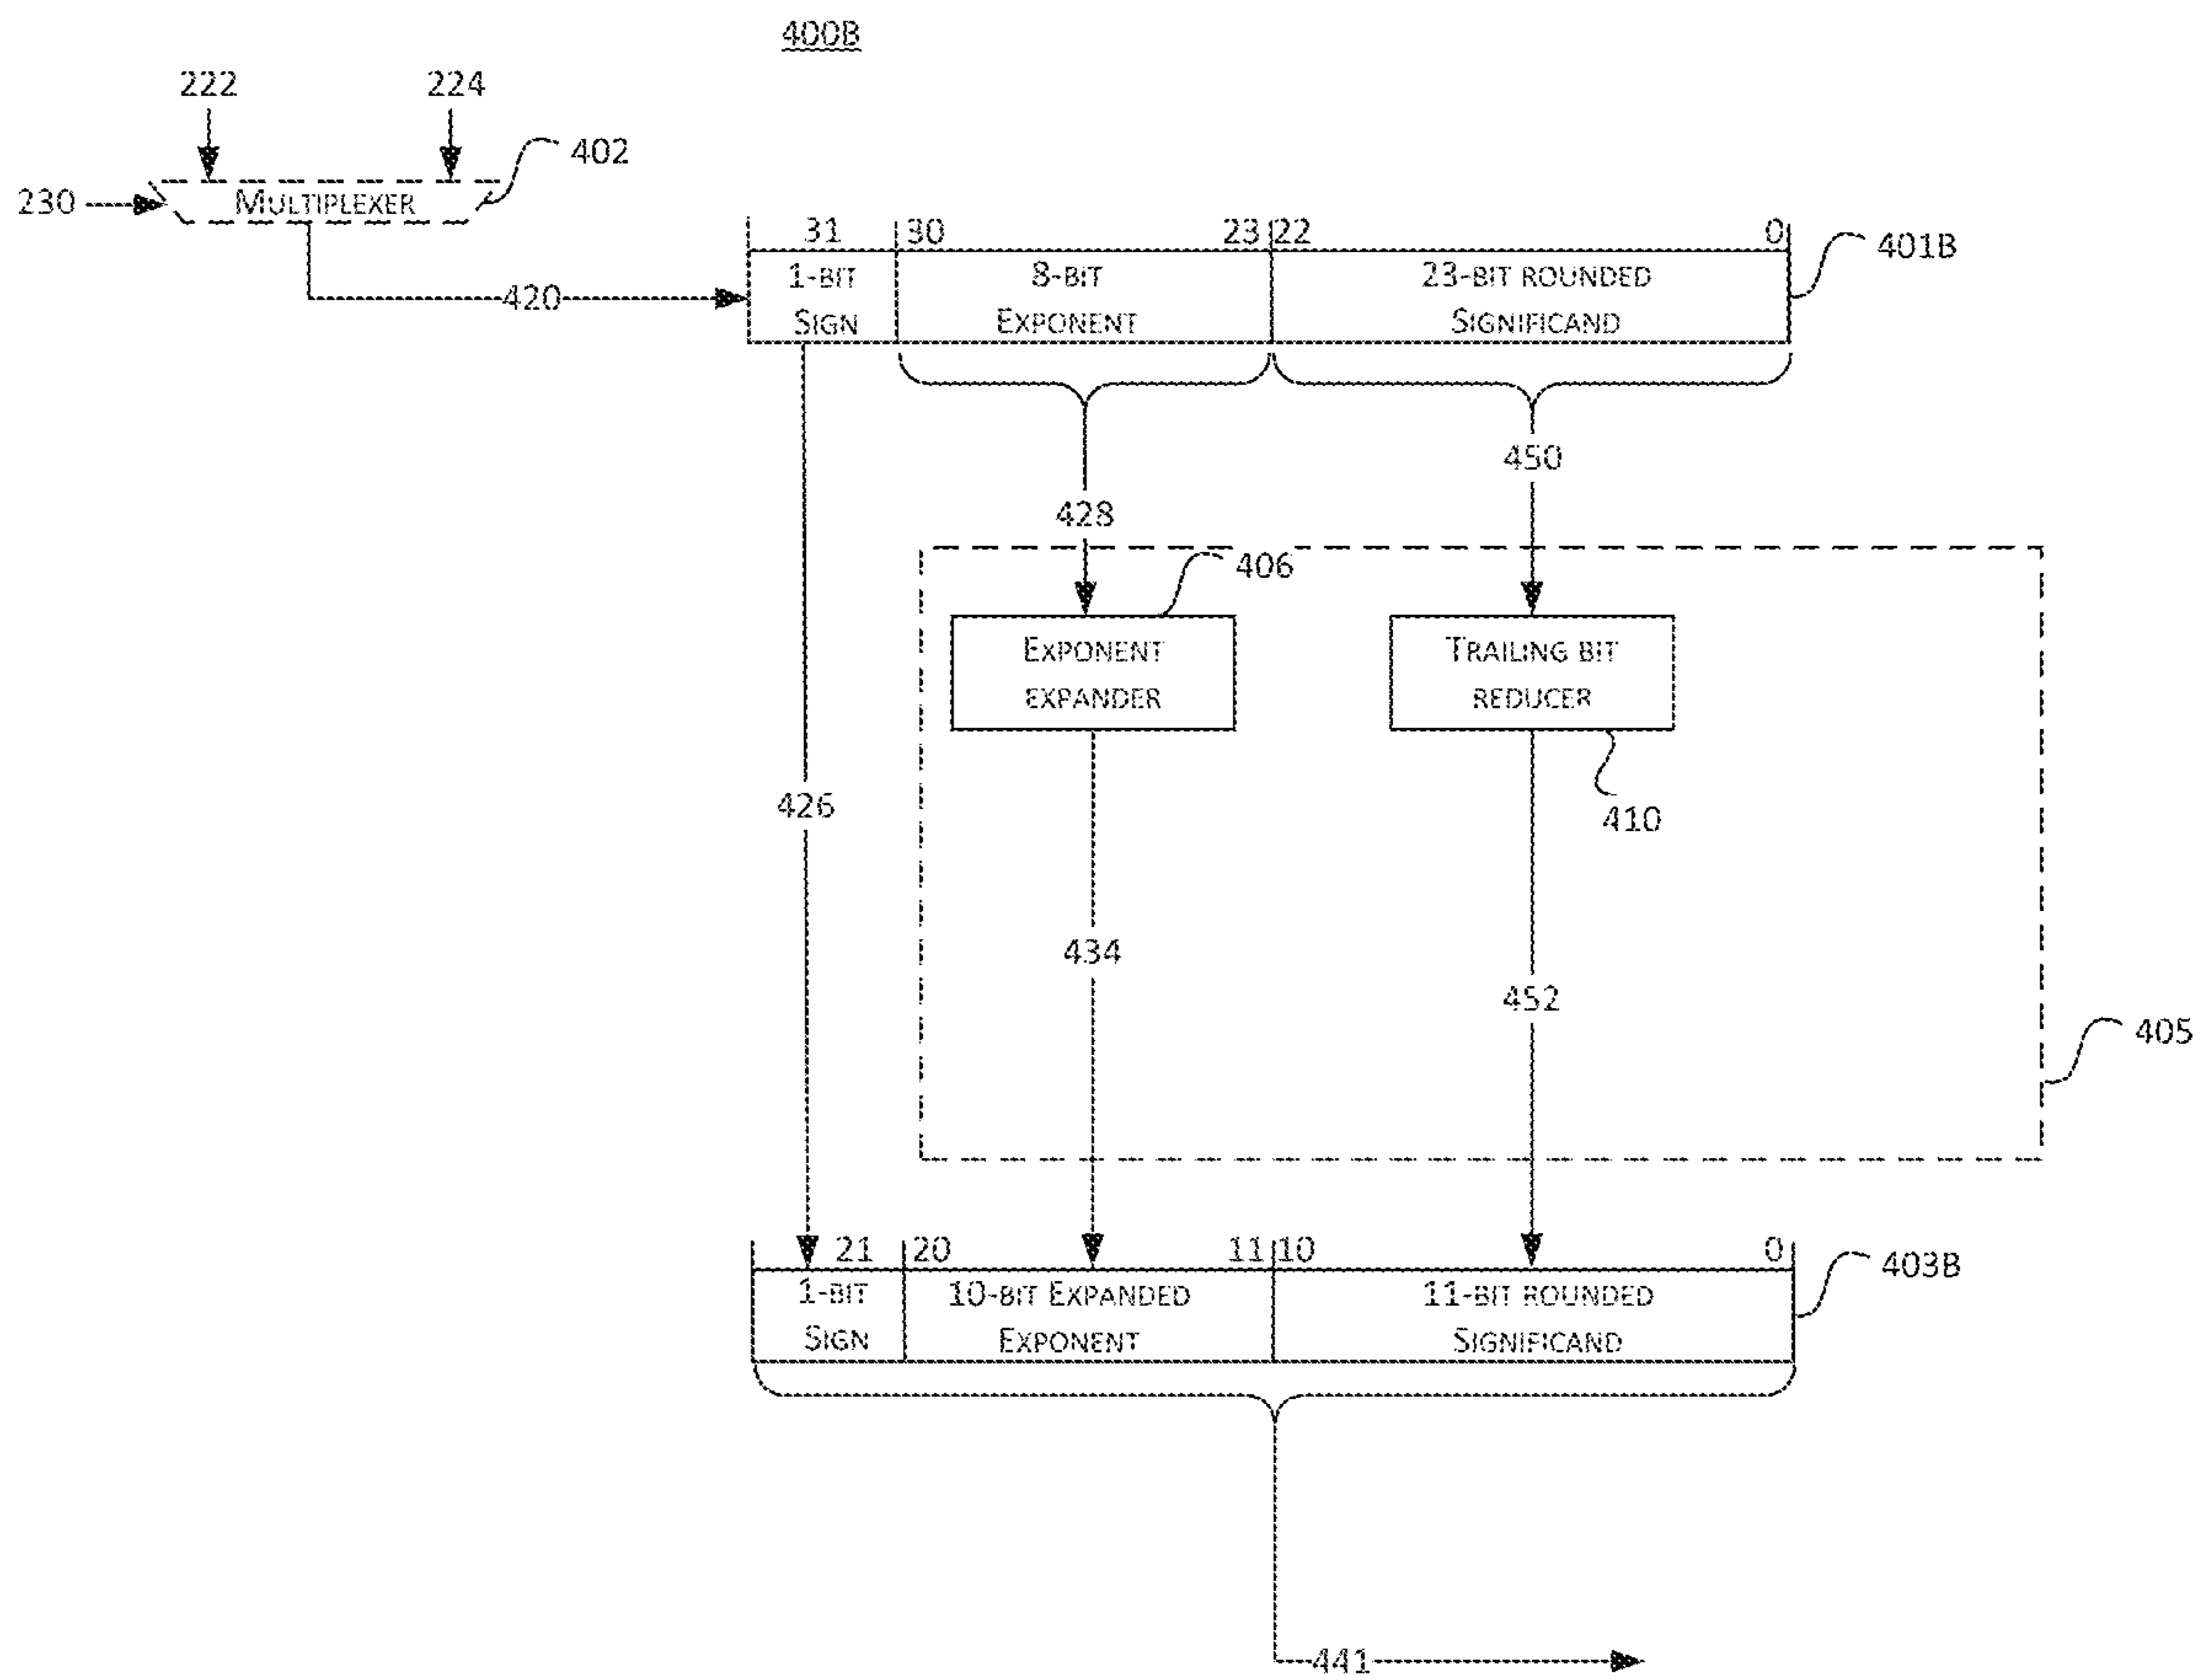 400B
222 224
402
230 MULTIPLEXER
31 30 23 22 0
401B
1-BIT 8-BIT 23-BIT ROUNDED
420
SIGN EXPONENT SIGNIFICAND
450
428
406
EXPONENT TRAILING BIT
EXPANDER REDUCER
426 410
434
452
405
21 20 11 10 0
403B
1-BIT 10-BIT EXPANDED 11-BIT ROUNDED
SIGN EXPONENT SIGNIFICAND
441